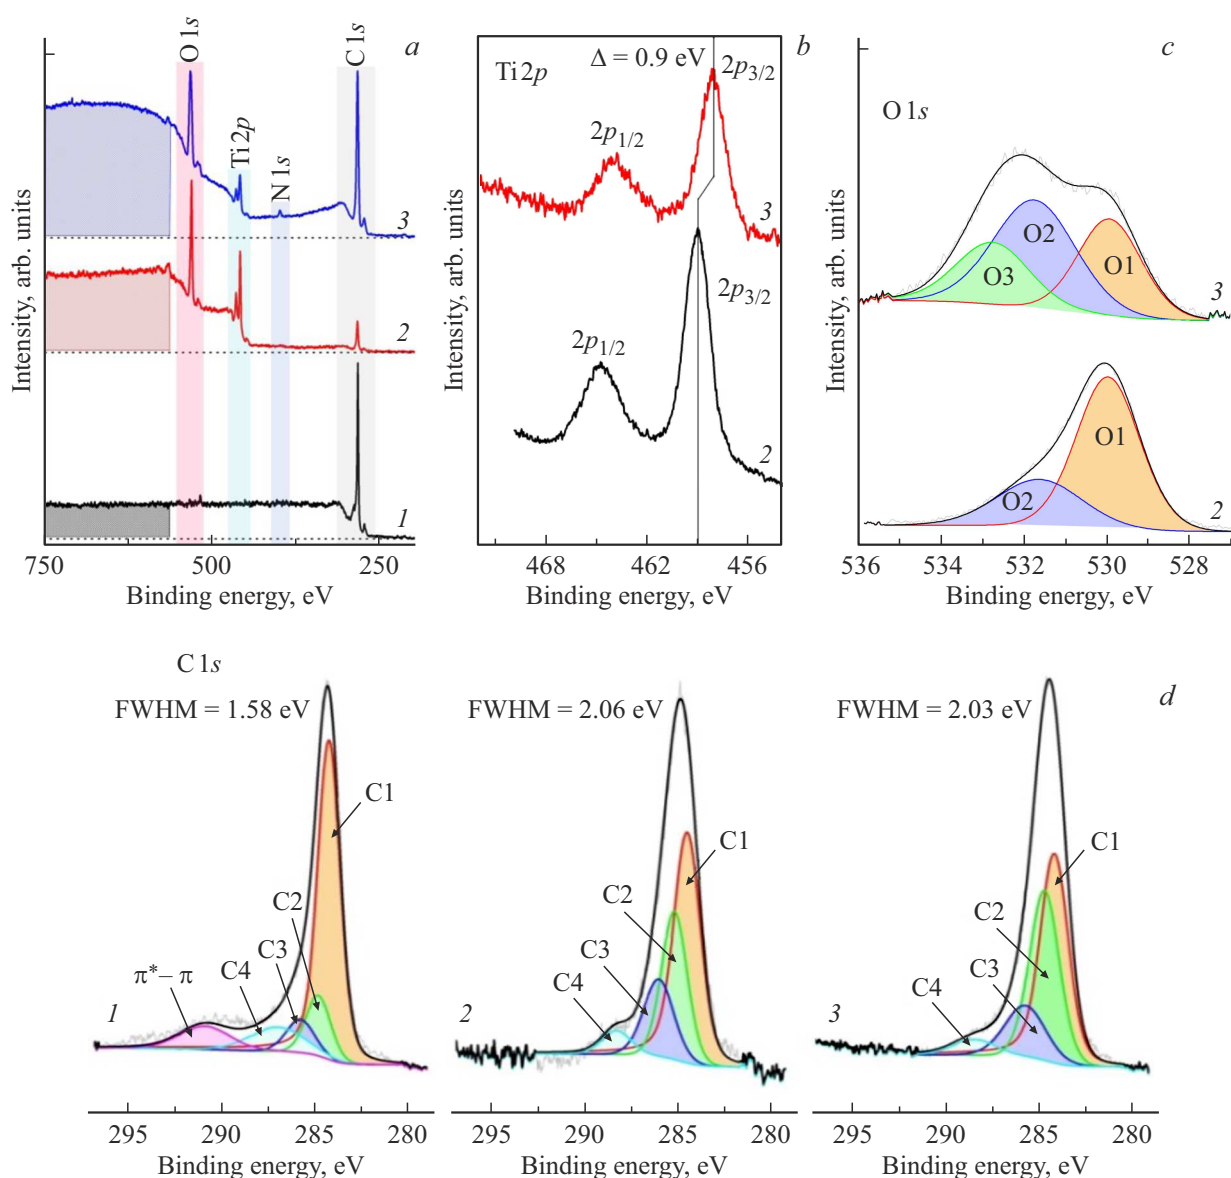 a
O 1s
Ti 2p
N 1s
C 1s
3
2
1
Intensity, arb. units
750
500
250
Binding energy, eV
b
Ti 2p
Δ = 0.9 eV
2p3/2
2p1/2
3
2p3/2
2p1/2
2
Intensity, arb. units
468
462
456
Binding energy, eV
c
O 1s
O3
O2
O1
3
O2
O1
2
Intensity, arb. units
536
534
532
530
528
Binding energy, eV
d
C 1s
FWHM = 1.58 eV
C1
C2
C3
C4
π*– π
1
295
290
285
280
Binding energy, eV
FWHM = 2.06 eV
C1
C2
C3
C4
2
295
290
285
280
Binding energy, eV
FWHM = 2.03 eV
C1
C2
C3
C4
3
295
290
285
280
Binding energy, eV